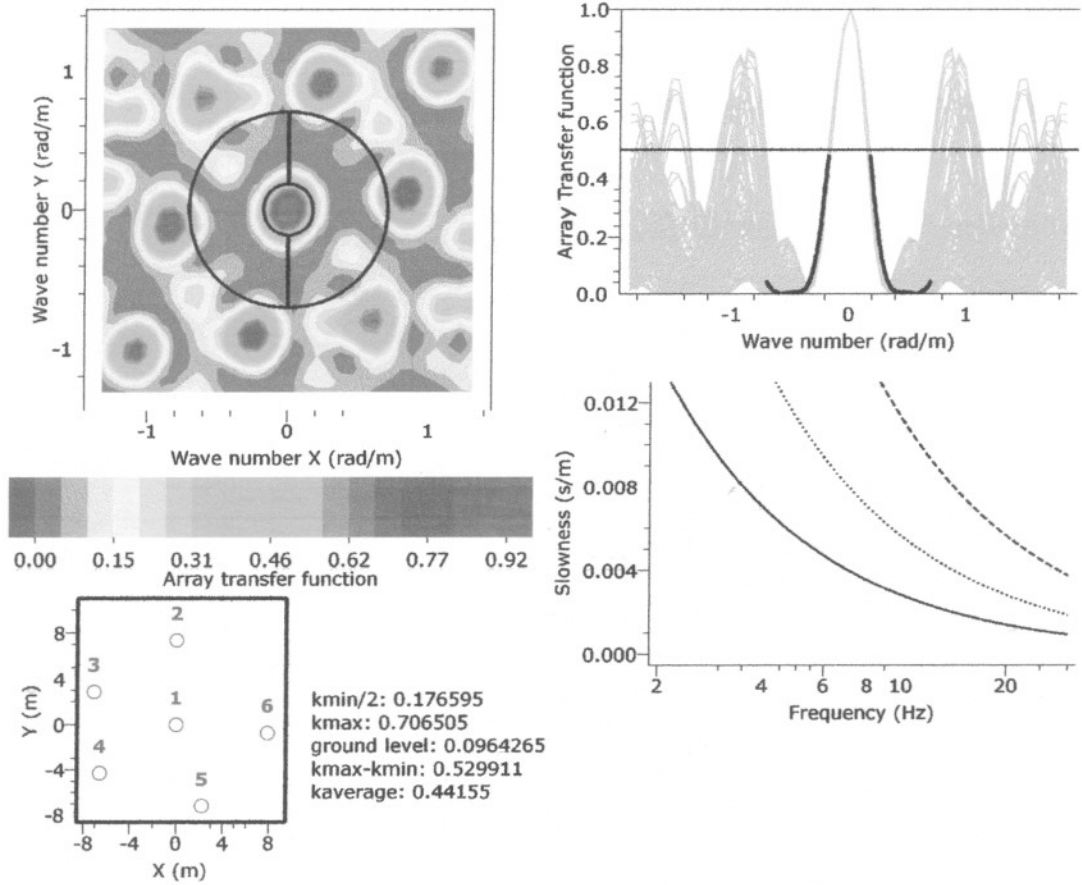 1
0
-1
Wave number Y (rad/m)
-1 0 1
Wave number X (rad/m)
0.00 0.15 0.31 0.46 0.62 0.77 0.92
Array transfer function
1.0
0.8
0.6
0.4
0.2
0.0
Array Transfer function
-1 0 1
Wave number (rad/m)
0.012
0.008
0.004
0.000
Slowness (s/m)
2 4 6 8 10 20
Frequency (Hz)
8
4
0
-4
-8
Y (m)
2
3
1
6
4
5
-8 -4 0 4 8
X (m)
kmin/2: 0.176595
kmax: 0.706505
ground level: 0.0964265
kmax-kmin: 0.529911
kaverage: 0.44155